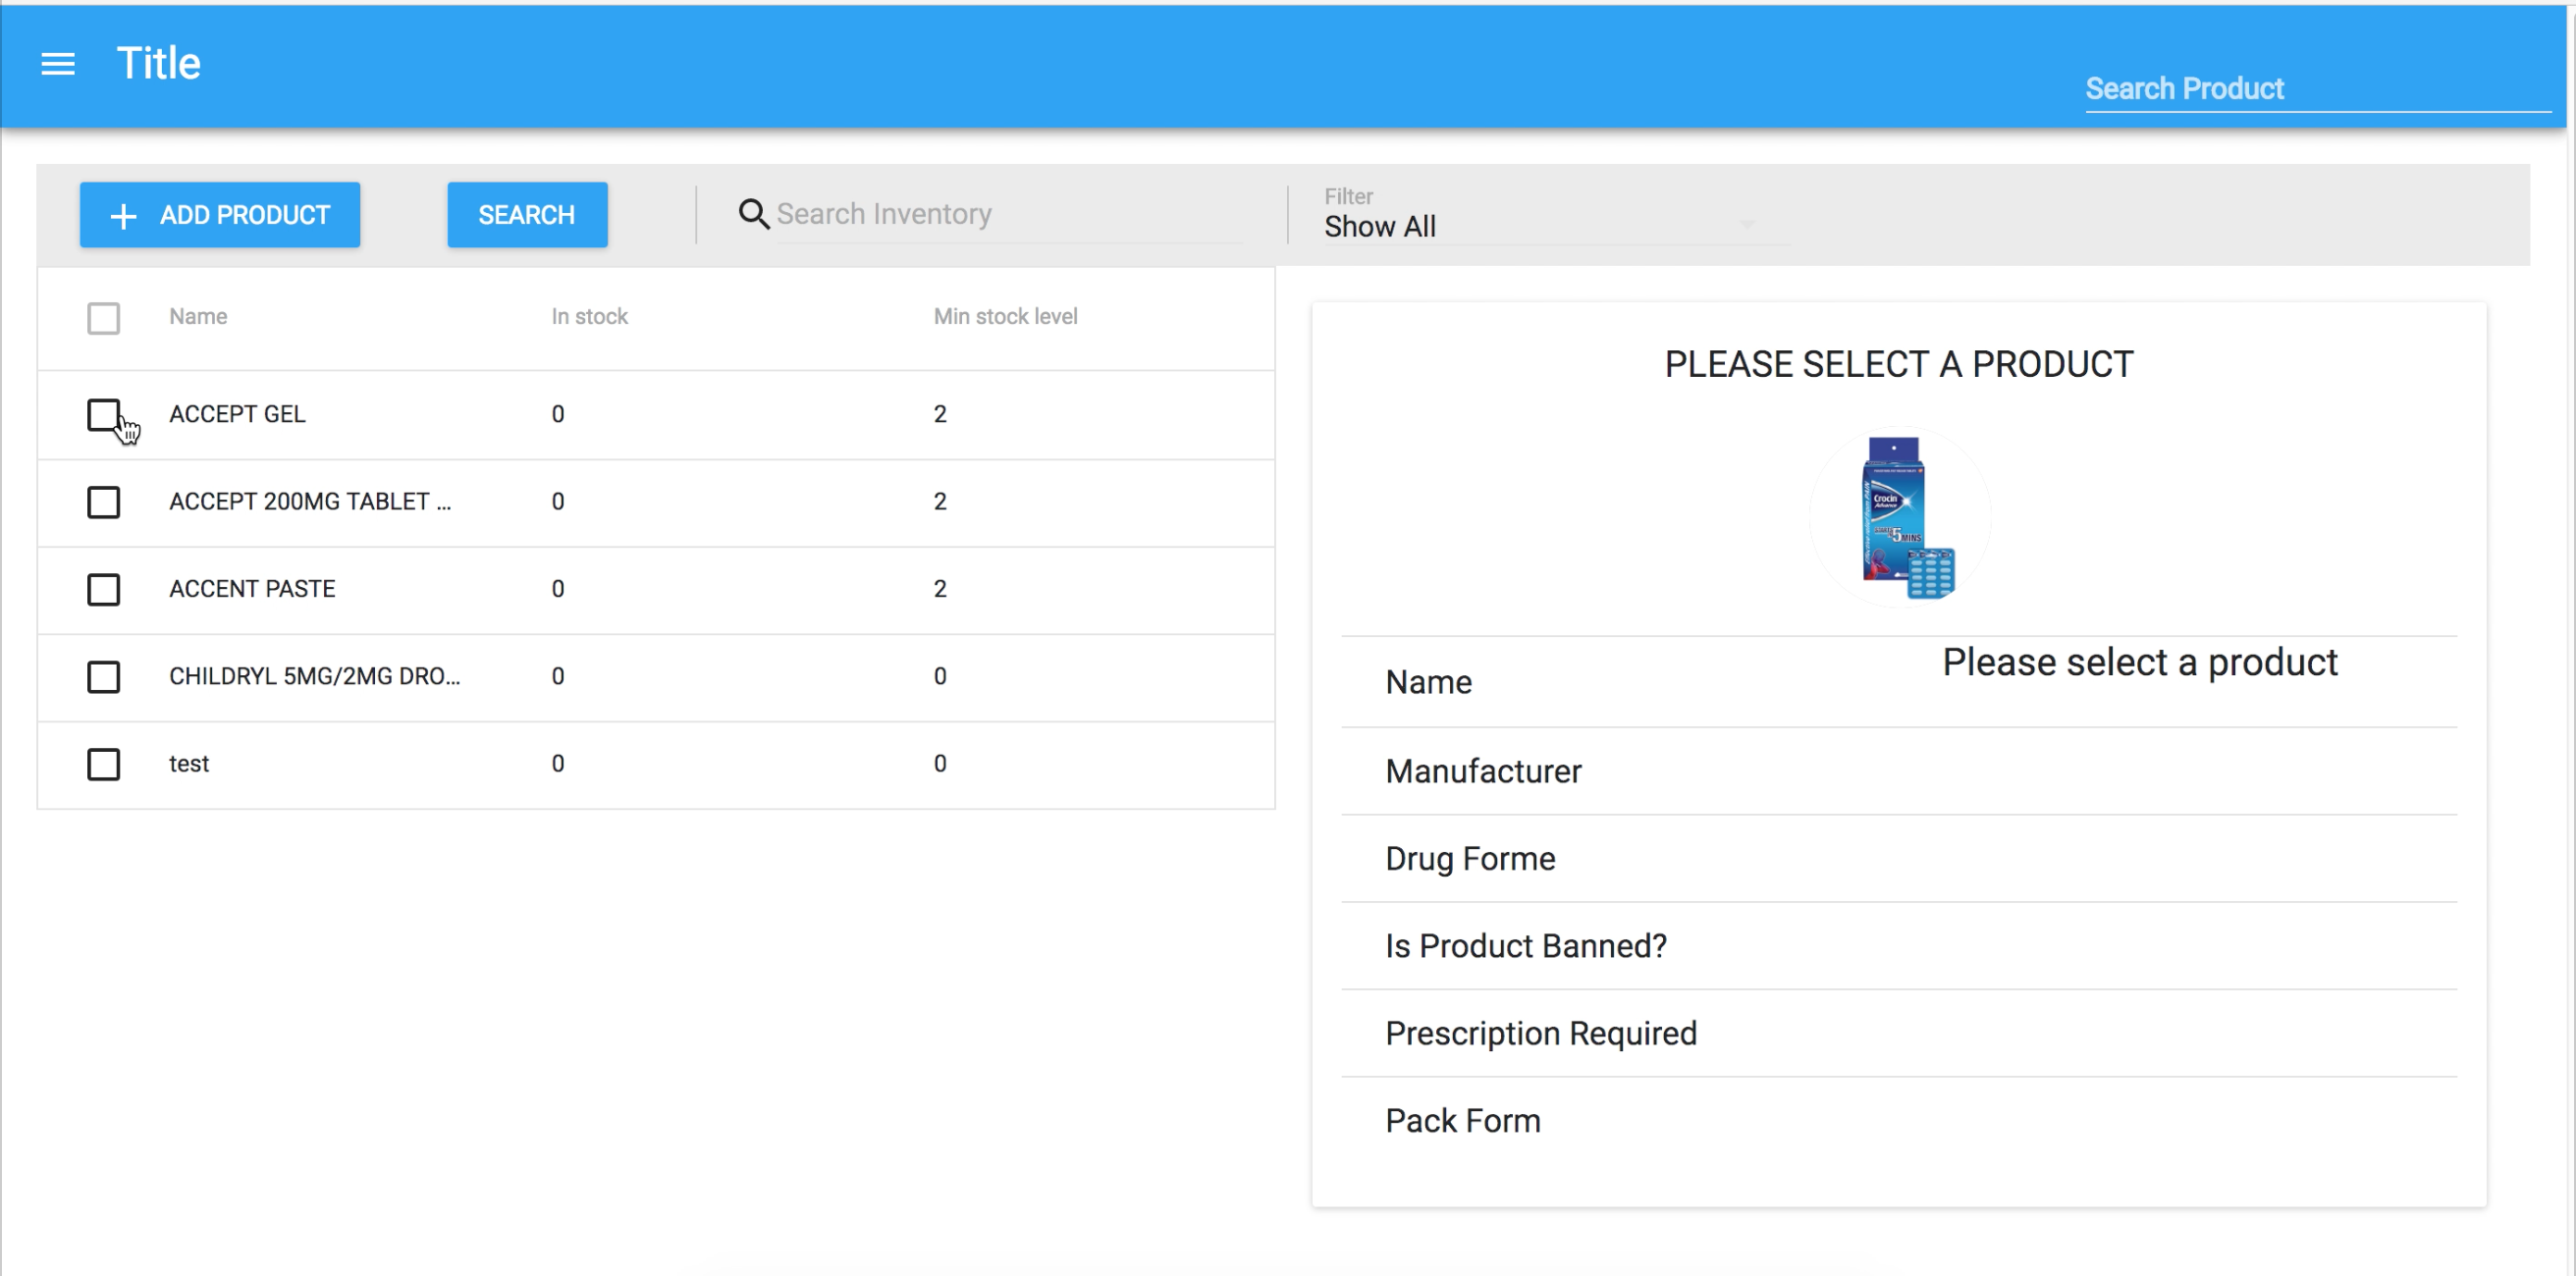 Title
Search Product
ADD PRODUCT
SEARCH
Search Inventory
Filter
Show All
Name In stock Min stock level
ACCEPT GEL 0 2
ACCEPT 200MG TABLET ... 0 2
ACCENT PASTE 0 2
CHILDRYL 5MG/2MG DRO... 0 0
test 0 0
PLEASE SELECT A PRODUCT
Crocin
Advance
5 MINS
Name Please select a product
Manufacturer
Drug Forme
Is Product Banned?
Prescription Required
Pack Form